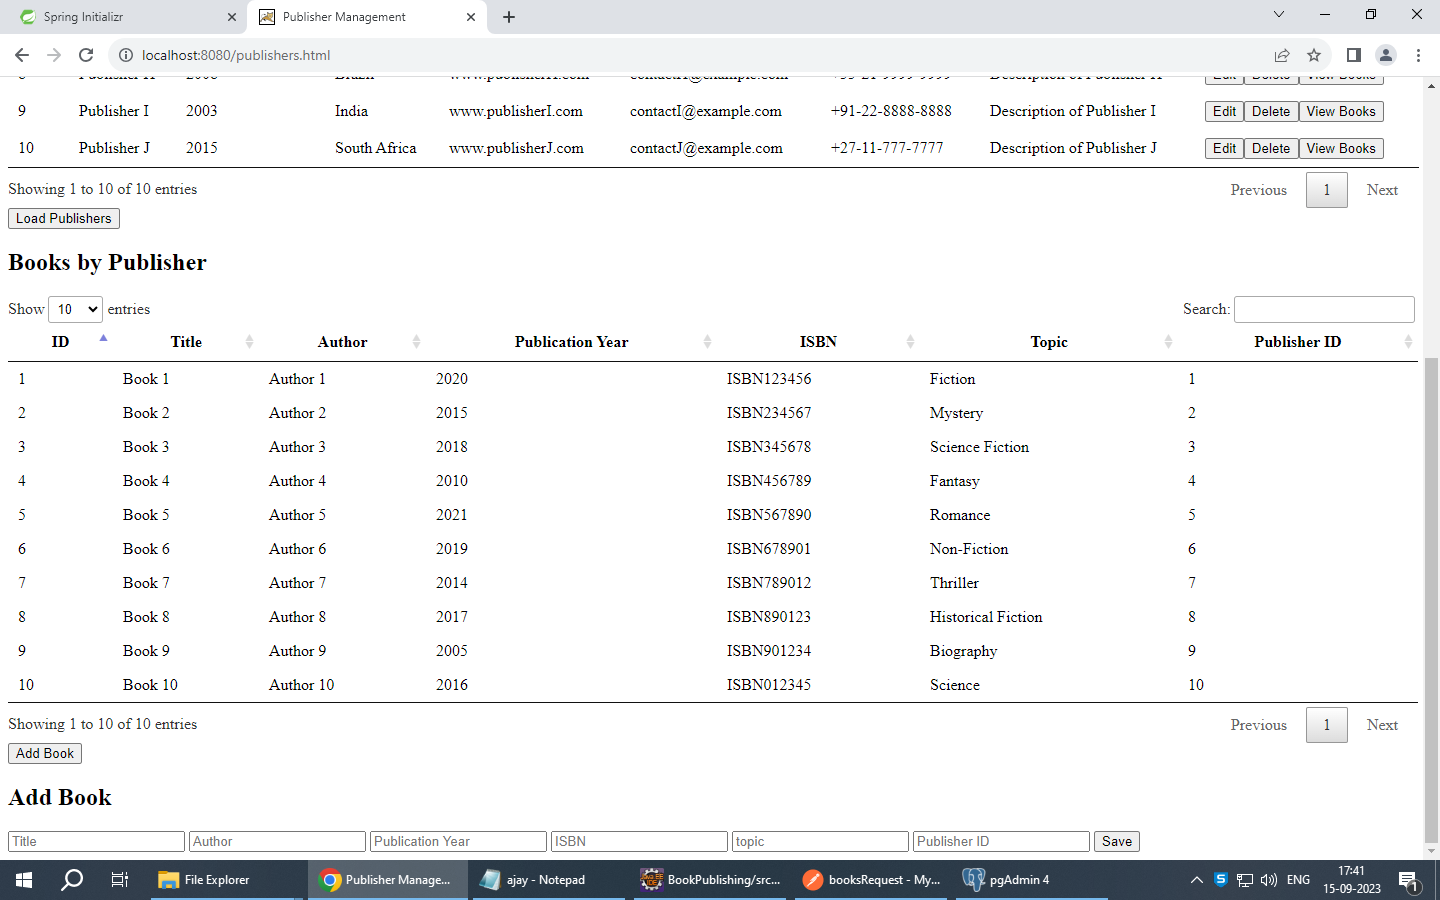 Spring Initializr
Publisher Management
localhost:8080/publishers.html
9 Publisher I 2003 India www.publisherI.com contactI@example.com +91-22-8888-8888 Description of Publisher I Edit Delete View Books
10 Publisher J 2015 South Africa www.publisherJ.com contactJ@example.com +27-11-777-7777 Description of Publisher J Edit Delete View Books
Showing 1 to 10 of 10 entries Previous 1 Next
Load Publishers
Books by Publisher
Show 10 entries Search:
ID Title Author Publication Year ISBN Topic Publisher ID
1 Book 1 Author 1 2020 ISBN123456 Fiction 1
2 Book 2 Author 2 2015 ISBN234567 Mystery 2
3 Book 3 Author 3 2018 ISBN345678 Science Fiction 3
4 Book 4 Author 4 2010 ISBN456789 Fantasy 4
5 Book 5 Author 5 2021 ISBN567890 Romance 5
6 Book 6 Author 6 2019 ISBN678901 Non-Fiction 6
7 Book 7 Author 7 2014 ISBN789012 Thriller 7
8 Book 8 Author 8 2017 ISBN890123 Historical Fiction 8
9 Book 9 Author 9 2005 ISBN901234 Biography 9
10 Book 10 Author 10 2016 ISBN012345 Science 10
Showing 1 to 10 of 10 entries Previous 1 Next
Add Book
Add Book
Title Author Publication Year ISBN topic Publisher ID Save
File Explorer Publisher Manage... ajay - Notepad BookPublishing/src... booksRequest - My... pgAdmin 4 ENG 17:41
15-09-2023 1